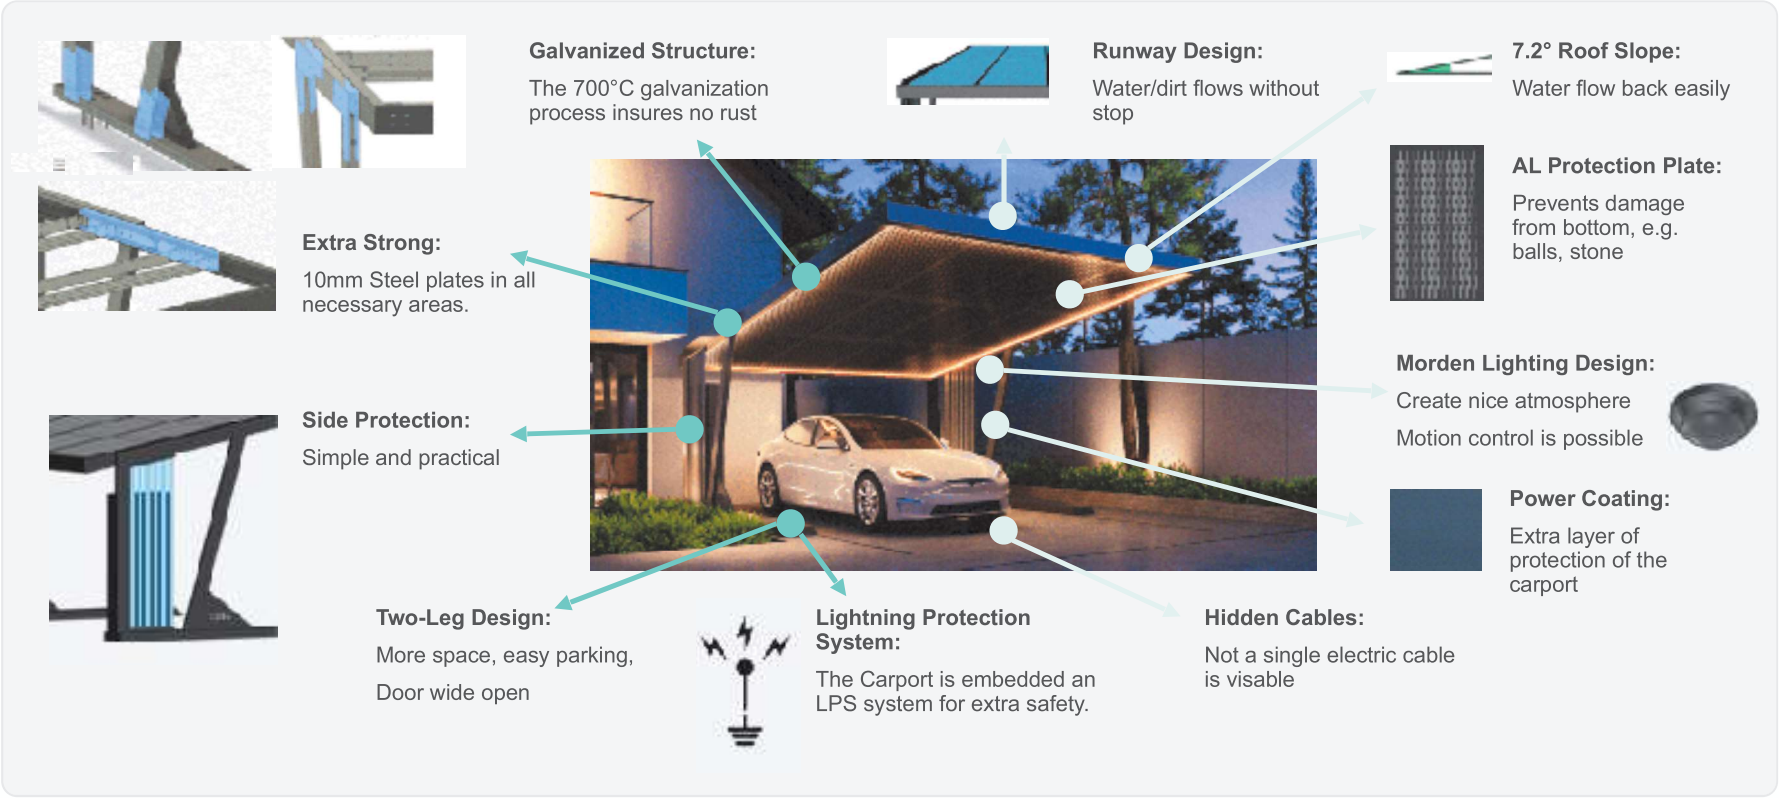 Galvanized Structure:
The 700°C galvanization
process insures no rust
Runway Design:
Water/dirt flows without
stop
7.2° Roof Slope:
Water flow back easily
AL Protection Plate:
Prevents damage
from bottom, e.g.
balls, stone
Extra Strong:
10mm Steel plates in all
necessary areas.
Morden Lighting Design:
Create nice atmosphere
Motion control is possible
Side Protection:
Simple and practical
Power Coating:
Extra layer of
protection of the
carport
Two-Leg Design:
More space, easy parking,
Door wide open
Lightning Protection
System:
The Carport is embedded an
LPS system for extra safety.
Hidden Cables:
Not a single electric cable
is visable